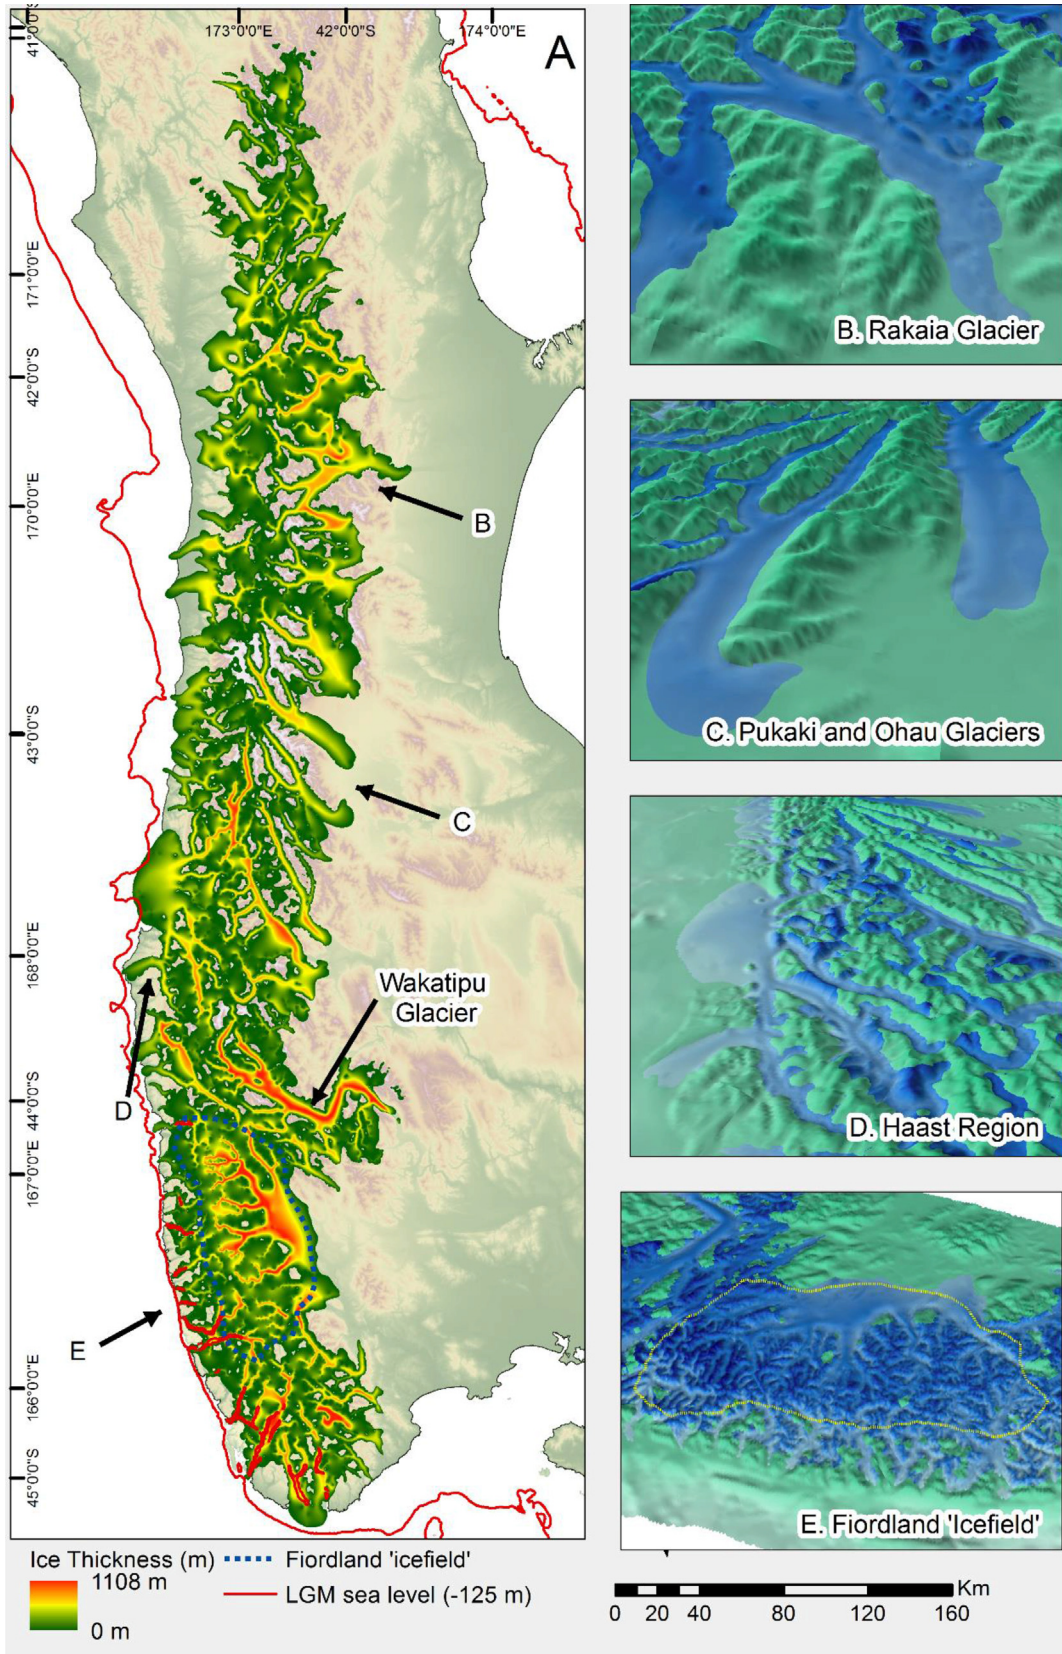 41°0'0"S
173°0'0"E
42°0'0"S
174°0'0"E
A
171°0'0"E
42°0'0"S
170°0'0"E
43°0'0"S
168°0'0"E
44°0'0"S
167°0'0"E
166°0'0"E
45°0'0"S
B
C
Wakatipu
Glacier
D
E
B. Rakaia Glacier
C. Pukaki and Ohau Glaciers
D. Haast Region
E. Fiordland 'Icefield'
Ice Thickness (m)
1108 m
0 m
Fiordland 'icefield'
LGM sea level (-125 m)
Km
0 20 40 80 120 160